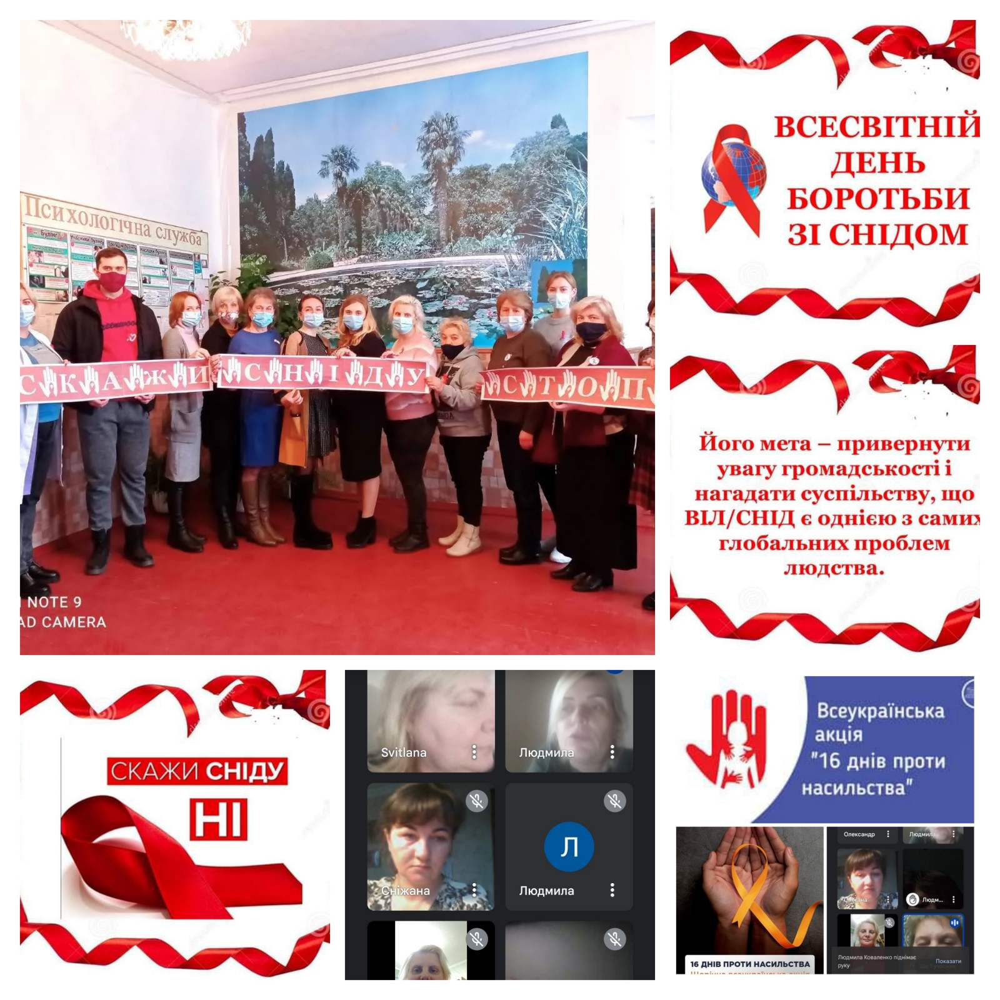 Психологічна служба
Булінг
СКАЖИ
СНІДУ
СТОП
NOTE 9
AD CAMERA
ВСЕСВІТНІЙ
ДЕНЬ
БОРОТЬБИ
ЗІ СНІДОМ
Його мета – привернути
увагу громадськості і
нагадати суспільству, що
ВІЛ/СНІД є однією з самих
глобальних проблем
людства.
СКАЖИ СНІДУ
НІ
Svitlana
Людмила
Сніжана
Л
Людмила
Всеукраїнська
акція
"16 днів проти
насильства"
16 ДНІВ ПРОТИ НАСИЛЬСТВА
Олександр
Людмила
Сніжана
Людм...
Людмила Коваленко піднімає
руку
Показати